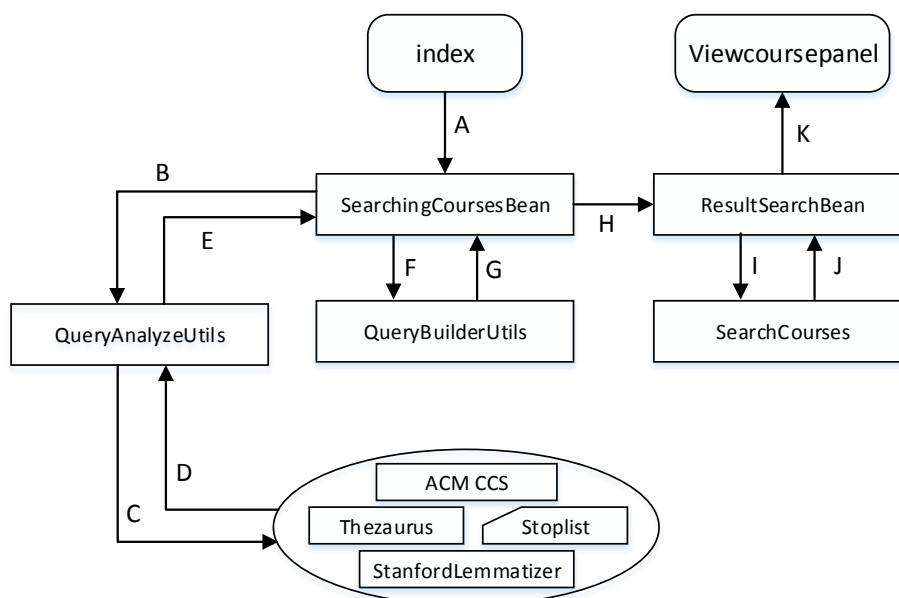 index
Viewcoursepanel
A
K
B
SearchingCoursesBean
ResultSearchBean
H
E
F
G
I
J
QueryAnalyzeUtils
QueryBuilderUtils
SearchCourses
D
C
ACM CCS
Thezaurus
Stoplist
StanfordLemmatizer